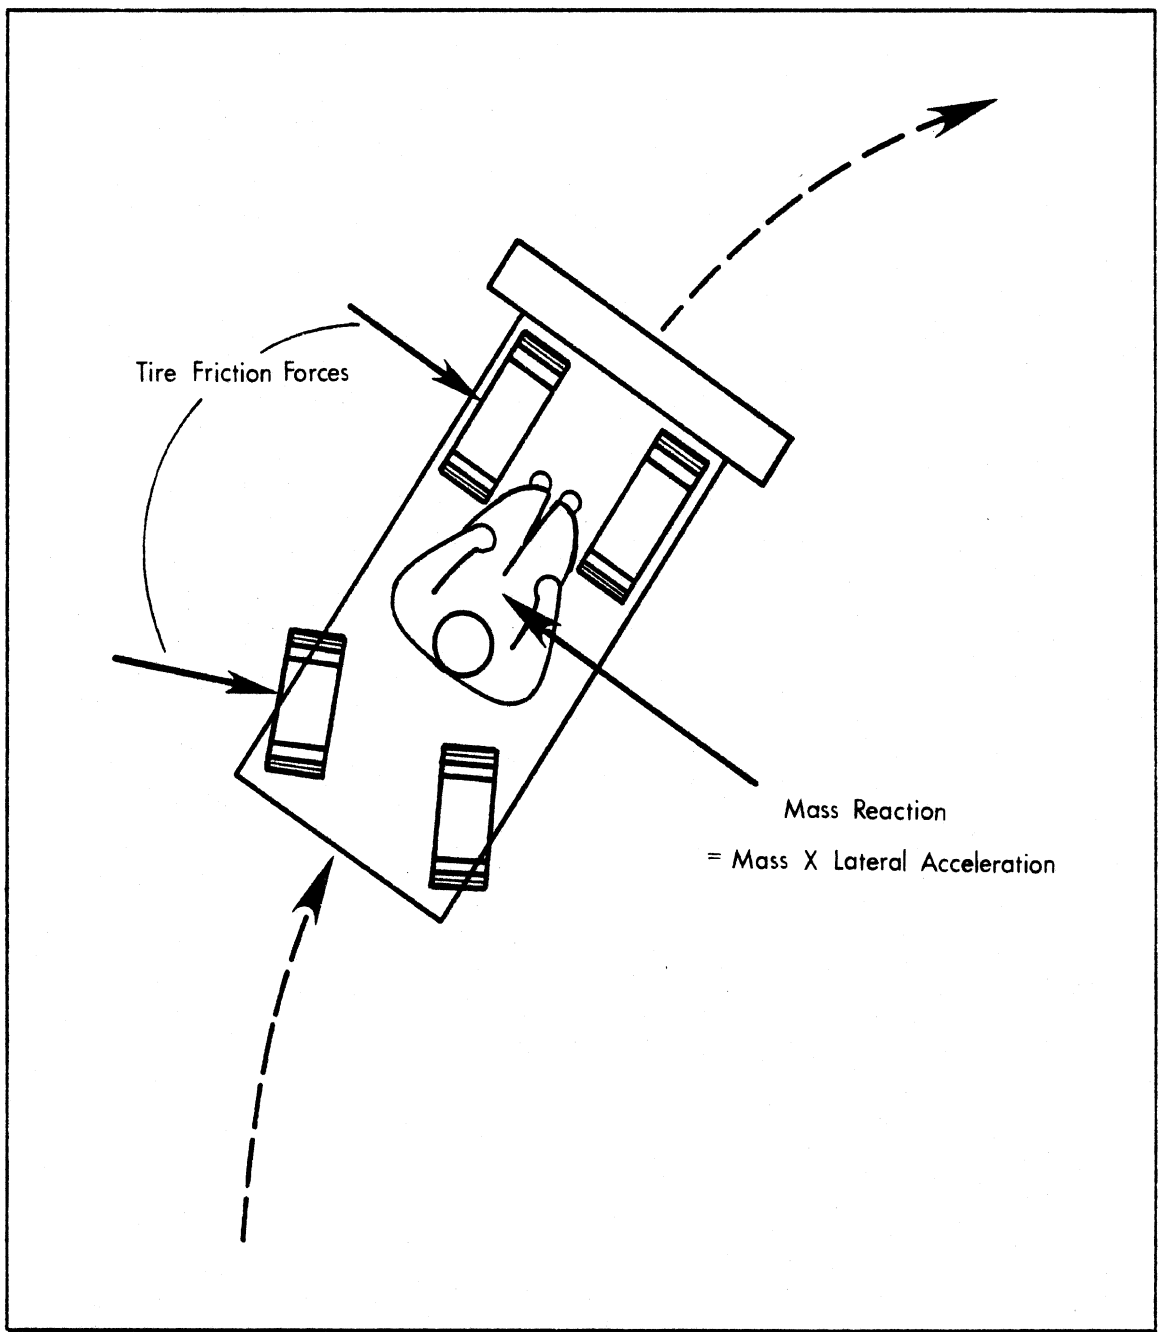 Tire Friction Forces
Mass Reaction
= Mass X Lateral Acceleration